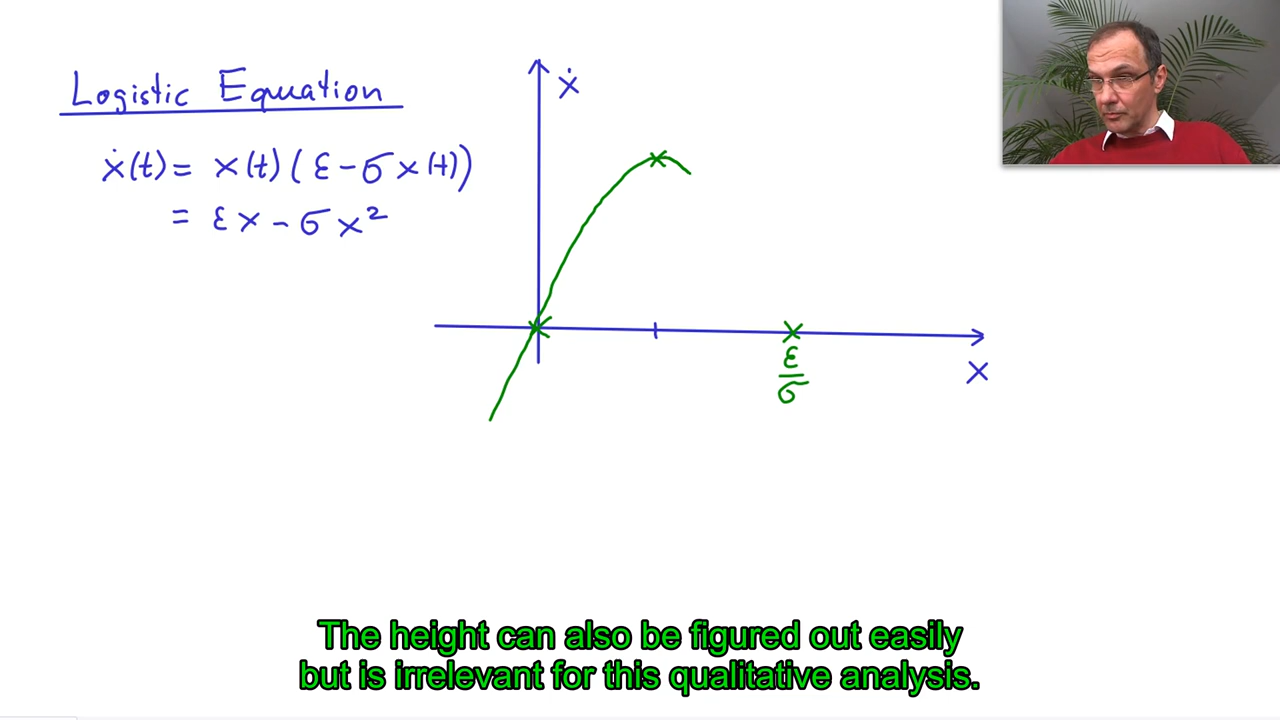 Logistic Equation
ẋ(t) = x(t) (ε - σ x(t))
= ε x - σ x²
ẋ
ε
σ
x
The height can also be figured out easily
but is irrelevant for this qualitative analysis.